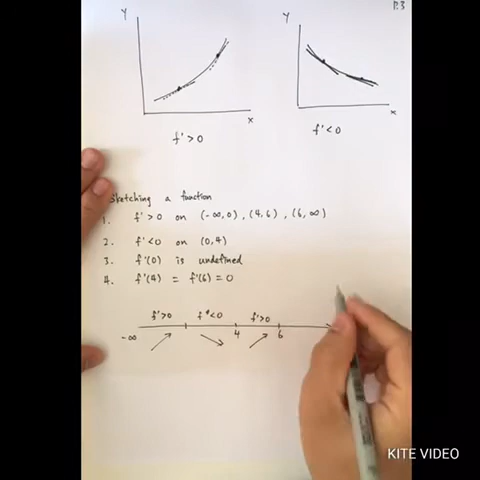 P.3
Y
Y
x
x
f' > 0
f' < 0
Sketching a function
1. f' > 0 on (-∞, 0), (4, 6), (6, ∞)
2. f' < 0 on (0, 4)
3. f'(0) is undefined
4. f'(4) = f'(6) = 0
f' > 0 f' < 0 f' > 0
-∞ 4 6
KITE VIDEO